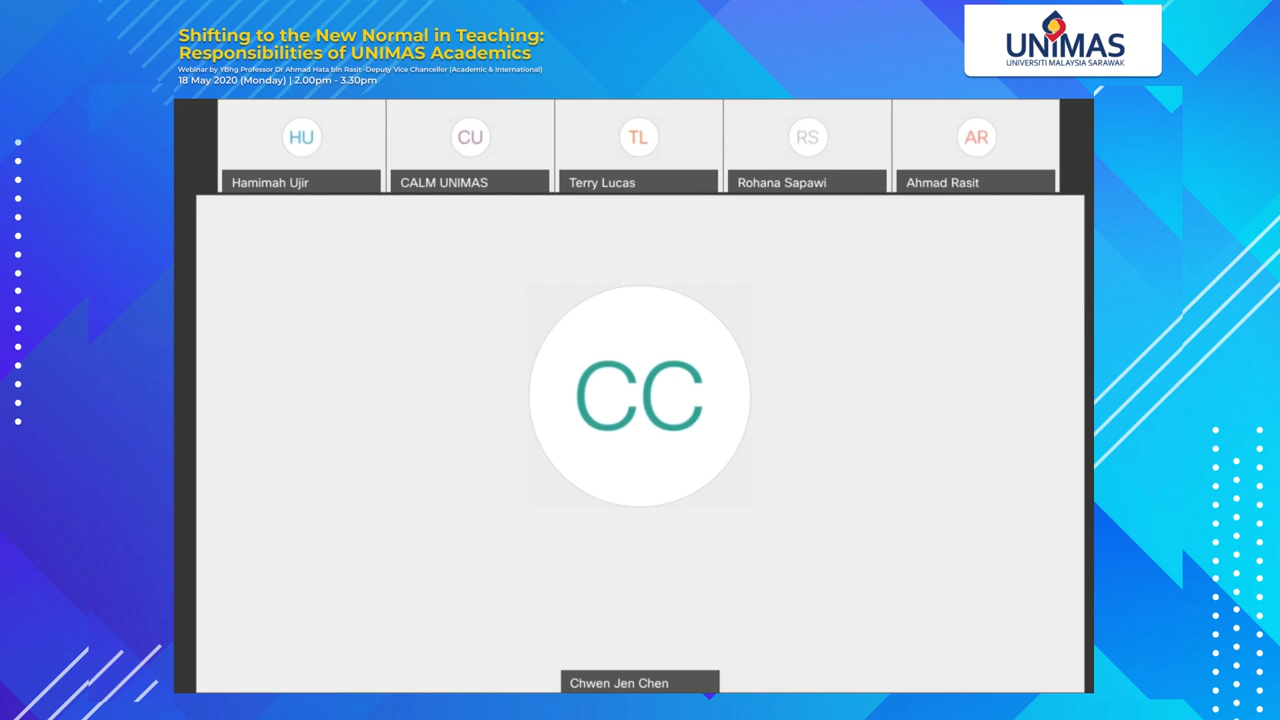 Shifting to the New Normal in Teaching:
Responsibilities of UNIMAS Academics
Webinar by YBhg Professor Dr Ahmad Hata bin Rasit-Deputy Vice Chancellor (Academic & International)
18 May 2020 (Monday) | 2.00pm - 3.30pm
UNIMAS
UNIVERSITI MALAYSIA SARAWAK
HU
CU
TL
RS
AR
Hamimah Ujir
CALM UNIMAS
Terry Lucas
Rohana Sapawi
Ahmad Rasit
CC
Chwen Jen Chen